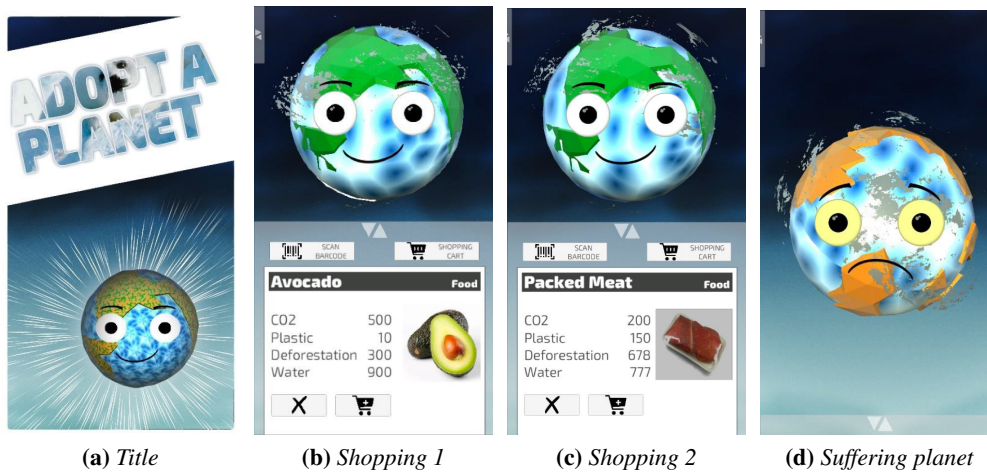 ADOPT A
PLANET
SCAN
BARCODE
SHOPPING
CART
Avocado Food
CO2 500
Plastic 10
Deforestation 300
Water 900
SCAN
BARCODE
SHOPPING
CART
Packed Meat Food
CO2 200
Plastic 150
Deforestation 678
Water 777
(a) Title
(b) Shopping 1
(c) Shopping 2
(d) Suffering planet